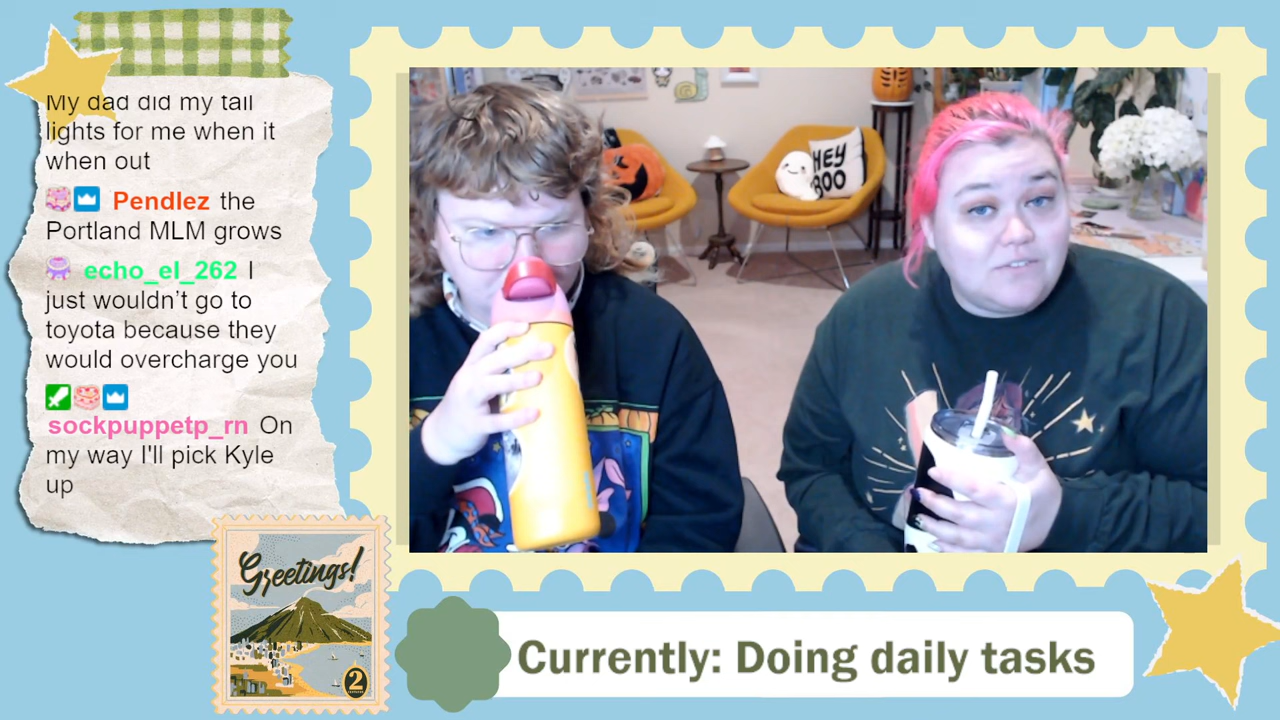 My dad did my tail
lights for me when it
when out
Pendlez the
Portland MLM grows
echo_el_262 I
just wouldn’t go to
toyota because they
would overcharge you
sockpuppetp_rn On
my way I'll pick Kyle
up
HEY
BOO
Greetings!
2
Currently: Doing daily tasks